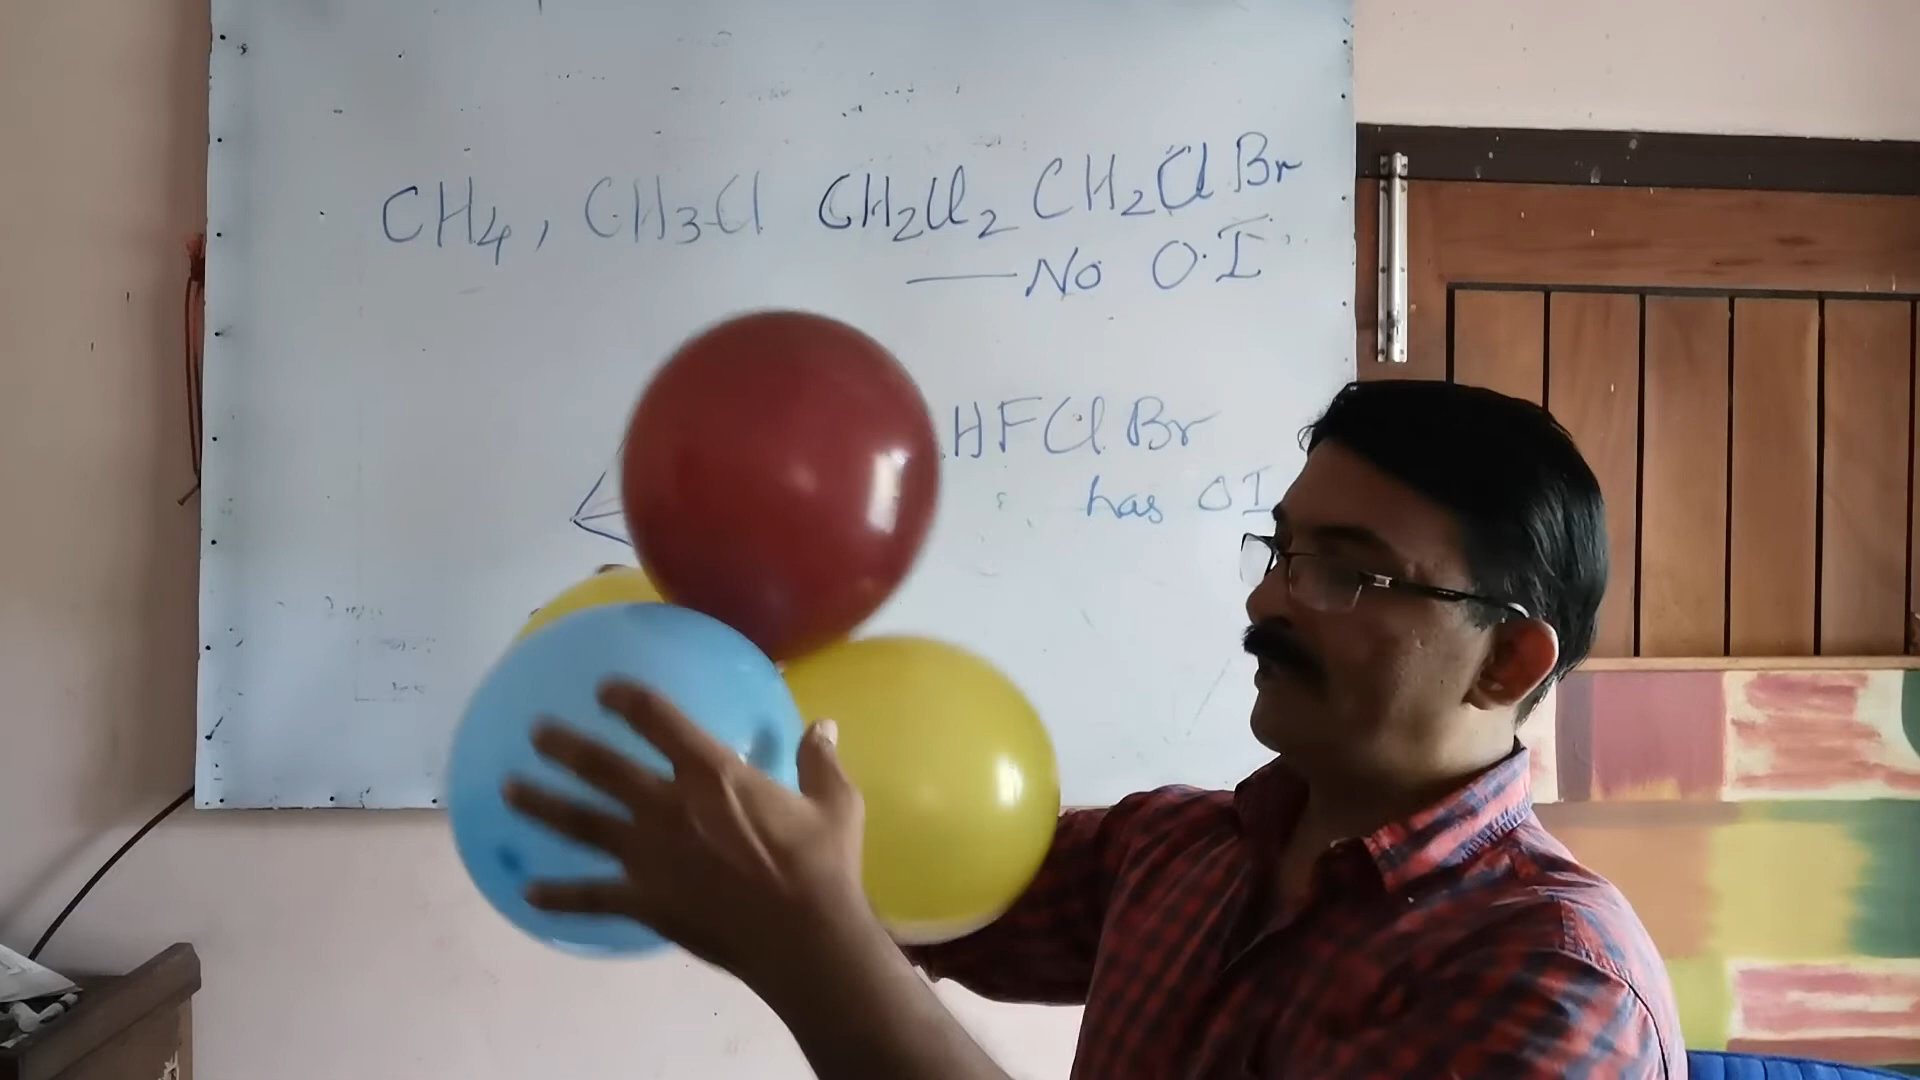 CH₄, CH₃Cl CH₂Cl₂ CH₂ClBr
— No O.I
HFClBr
has OI